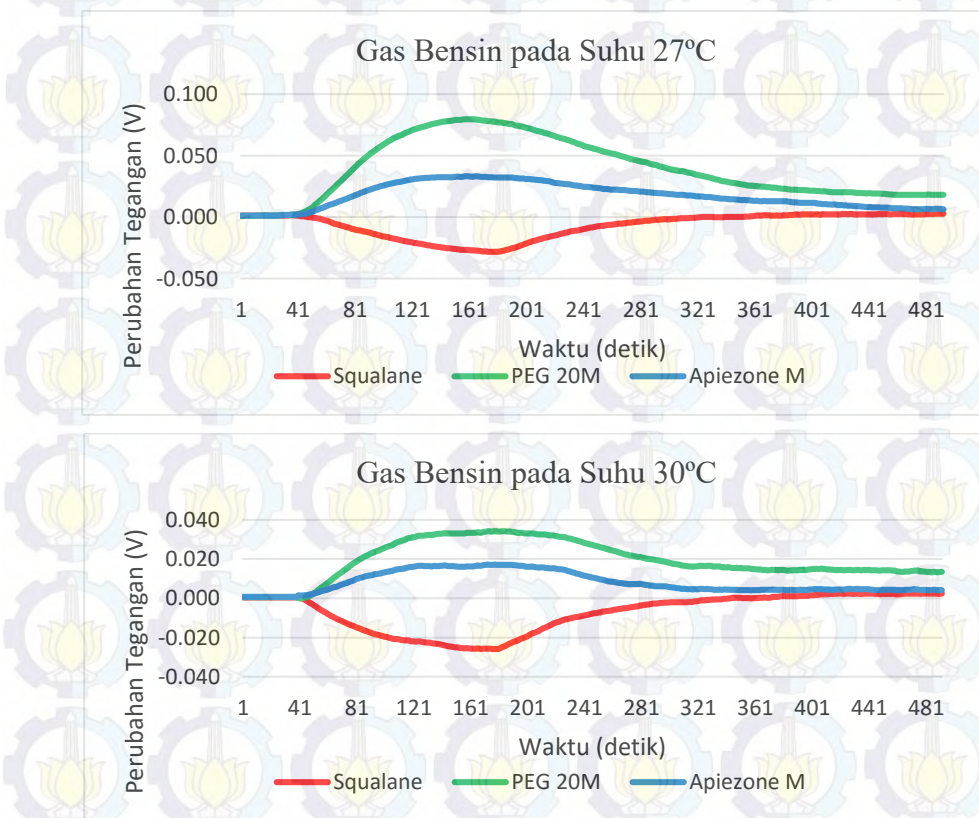 Gas Bensin pada Suhu 27ºC
Perubahan Tegangan (V)
0.100
0.050
0.000
-0.050
1 41 81 121 161 201 241 281 321 361 401 441 481
Waktu (detik)
Squalane PEG 20M Apiezone M
Gas Bensin pada Suhu 30ºC
Perubahan Tegangan (V)
0.040
0.020
0.000
-0.020
-0.040
1 41 81 121 161 201 241 281 321 361 401 441 481
Waktu (detik)
Squalane PEG 20M Apiezone M